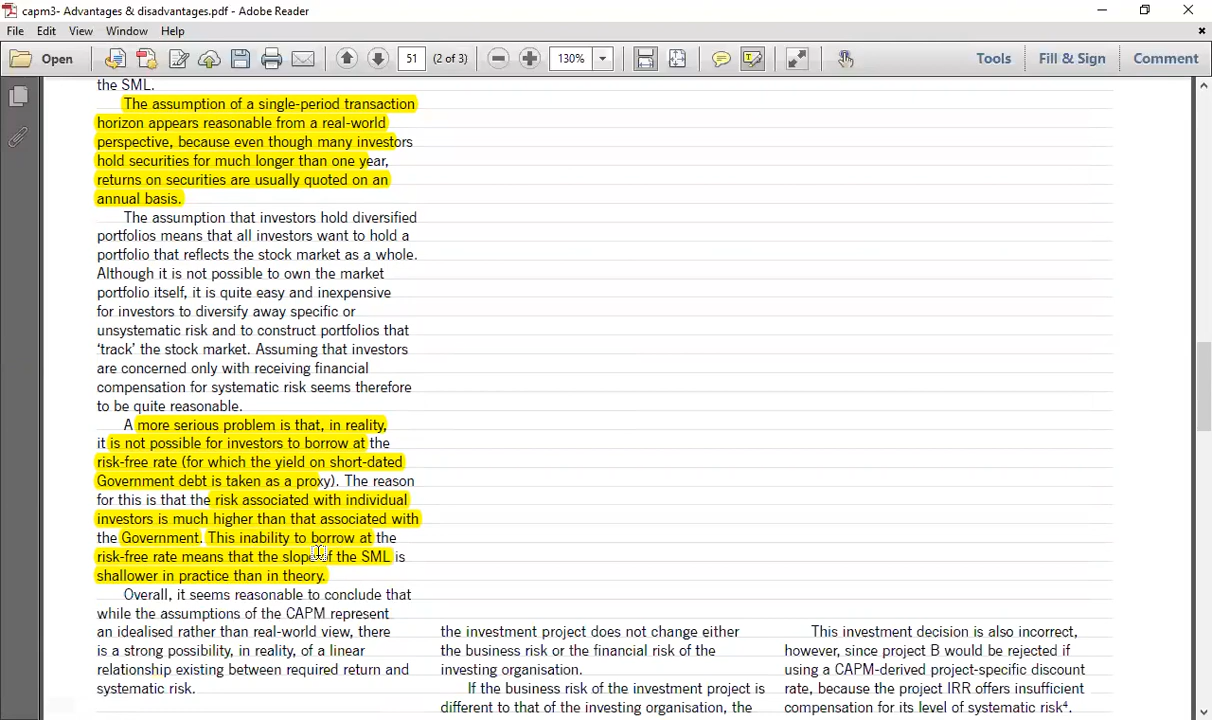 capm3- Advantages & disadvantages.pdf - Adobe Reader
File Edit View Window Help
Open 51 (2 of 3) 130% Tools Fill & Sign Comment
the SML.
The assumption of a single-period transaction
horizon appears reasonable from a real-world
perspective, because even though many investors
hold securities for much longer than one year,
returns on securities are usually quoted on an
annual basis.
The assumption that investors hold diversified
portfolios means that all investors want to hold a
portfolio that reflects the stock market as a whole.
Although it is not possible to own the market
portfolio itself, it is quite easy and inexpensive
for investors to diversify away specific or
unsystematic risk and to construct portfolios that
‘track’ the stock market. Assuming that investors
are concerned only with receiving financial
compensation for systematic risk seems therefore
to be quite reasonable.
A more serious problem is that, in reality,
it is not possible for investors to borrow at the
risk-free rate (for which the yield on short-dated
Government debt is taken as a proxy). The reason
for this is that the risk associated with individual
investors is much higher than that associated with
the Government. This inability to borrow at the
risk-free rate means that the slope of the SML is
shallower in practice than in theory.
Overall, it seems reasonable to conclude that
while the assumptions of the CAPM represent
an idealised rather than real-world view, there
is a strong possibility, in reality, of a linear
relationship existing between required return and
systematic risk.
the investment project does not change either
the business risk or the financial risk of the
investing organisation.
If the business risk of the investment project is
different to that of the investing organisation, the
This investment decision is also incorrect,
however, since project B would be rejected if
using a CAPM-derived project-specific discount
rate, because the project IRR offers insufficient
compensation for its level of systematic risk⁴.